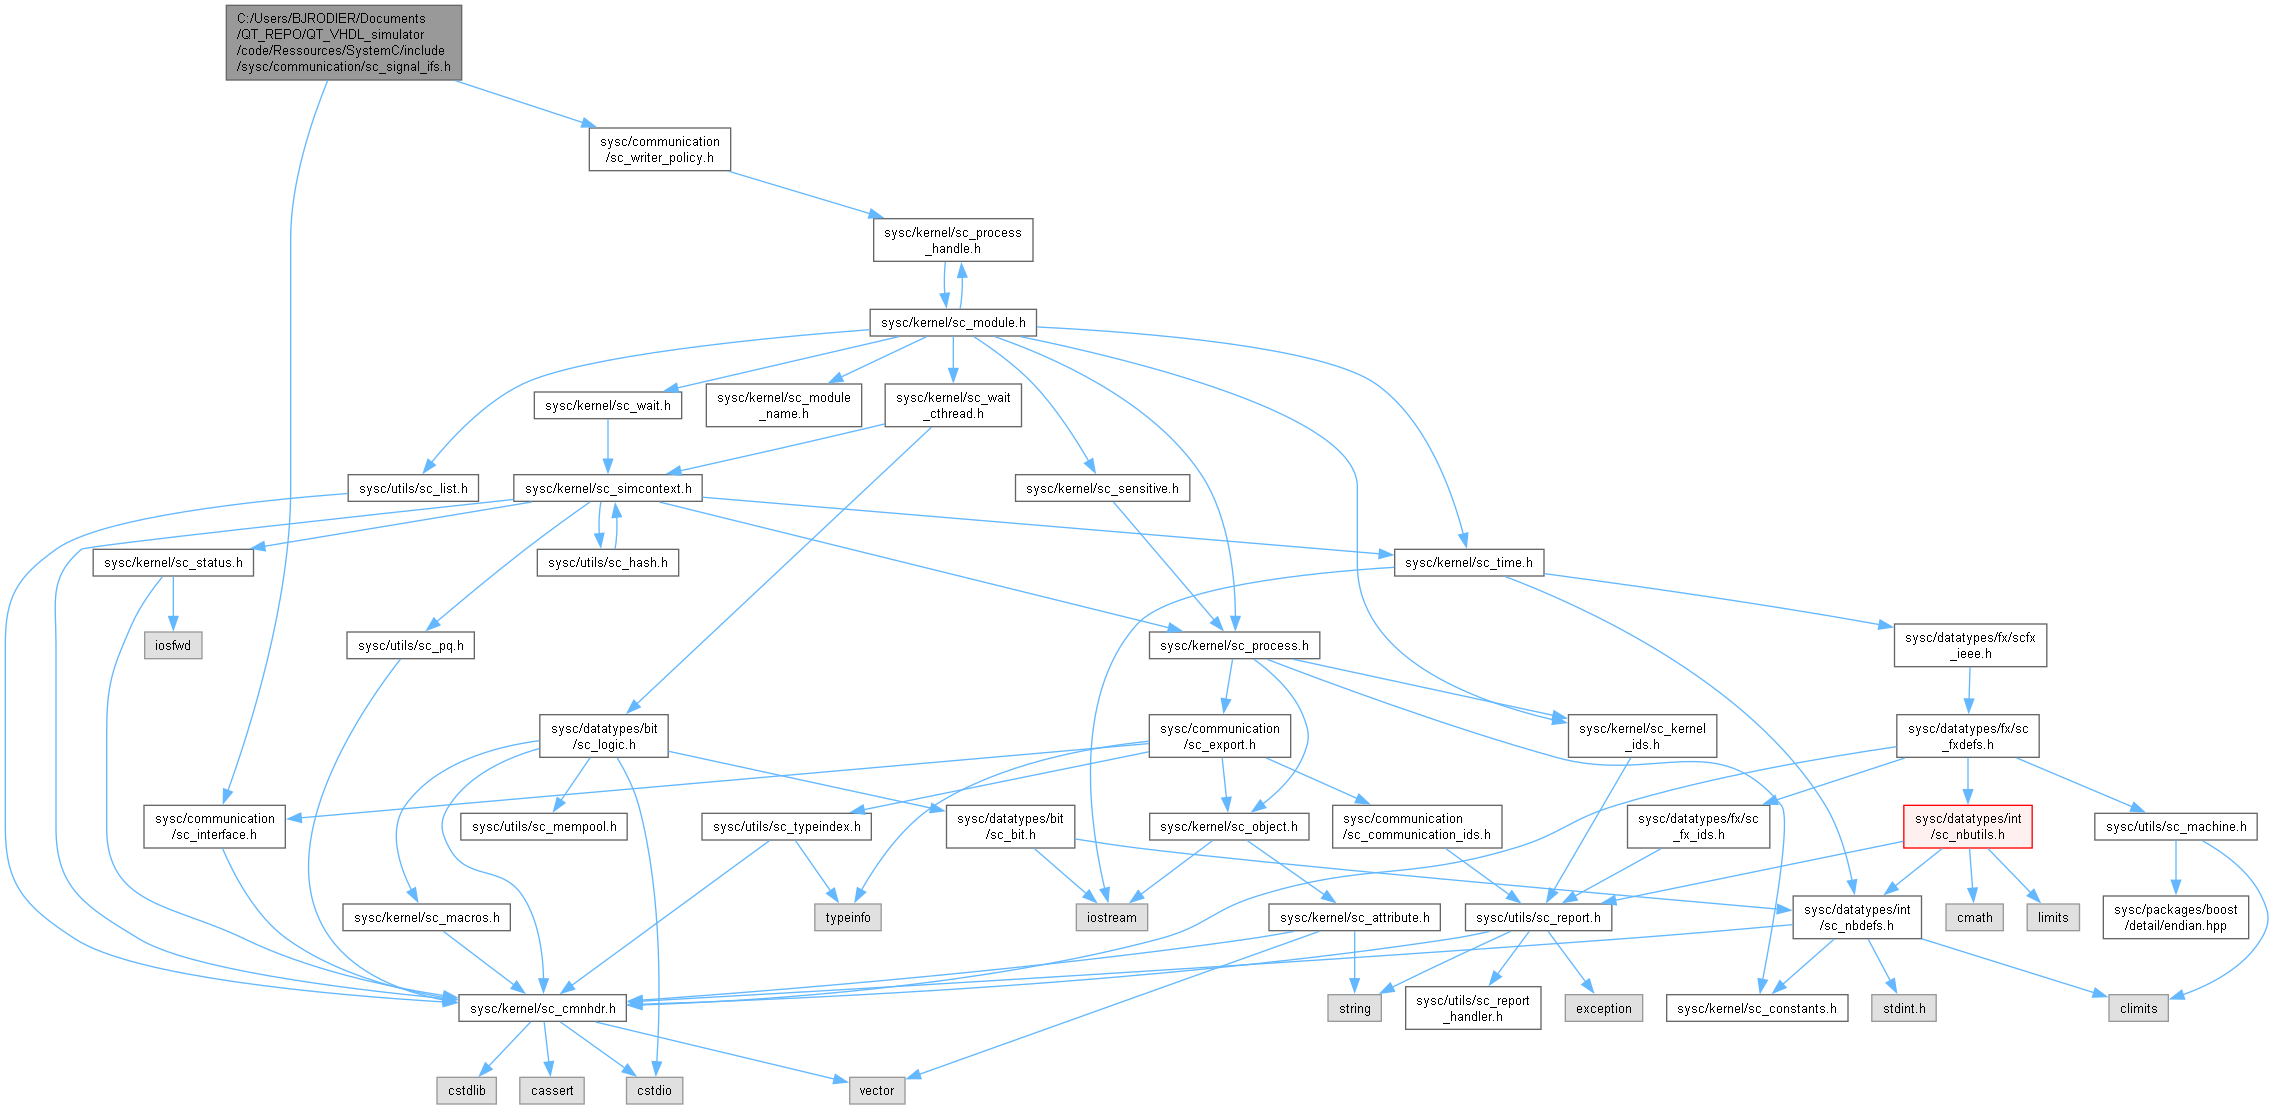 C:/Users/BJRODIER/Documents
/QT_REPO/QT_VHDL_simulator
/code/Ressources/SystemC/include
/sysc/communication/sc_signal_ifs.h
sysc/communication
/sc_writer_policy.h
sysc/kernel/sc_process
_handle.h
sysc/kernel/sc_module.h
sysc/kernel/sc_wait.h
sysc/kernel/sc_module
_name.h
sysc/kernel/sc_wait
_cthread.h
sysc/utils/sc_list.h
sysc/kernel/sc_simcontext.h
sysc/kernel/sc_sensitive.h
sysc/kernel/sc_status.h
sysc/utils/sc_hash.h
sysc/kernel/sc_time.h
iosfwd
sysc/utils/sc_pq.h
sysc/kernel/sc_process.h
sysc/datatypes/fx/scfx
_ieee.h
sysc/datatypes/bit
/sc_logic.h
sysc/communication
/sc_export.h
sysc/kernel/sc_kernel
_ids.h
sysc/datatypes/fx/sc
_fxdefs.h
sysc/communication
/sc_interface.h
sysc/utils/sc_mempool.h
sysc/utils/sc_typeindex.h
sysc/datatypes/bit
/sc_bit.h
sysc/kernel/sc_object.h
sysc/communication
/sc_communication_ids.h
sysc/datatypes/fx/sc
_fx_ids.h
sysc/datatypes/int
/sc_nbutils.h
sysc/utils/sc_machine.h
sysc/kernel/sc_macros.h
typeinfo
iostream
sysc/kernel/sc_attribute.h
sysc/utils/sc_report.h
sysc/datatypes/int
/sc_nbdefs.h
cmath
limits
sysc/packages/boost
/detail/endian.hpp
sysc/kernel/sc_cmnhdr.h
string
sysc/utils/sc_report
_handler.h
exception
sysc/kernel/sc_constants.h
stdint.h
climits
cstdlib
cassert
cstdio
vector